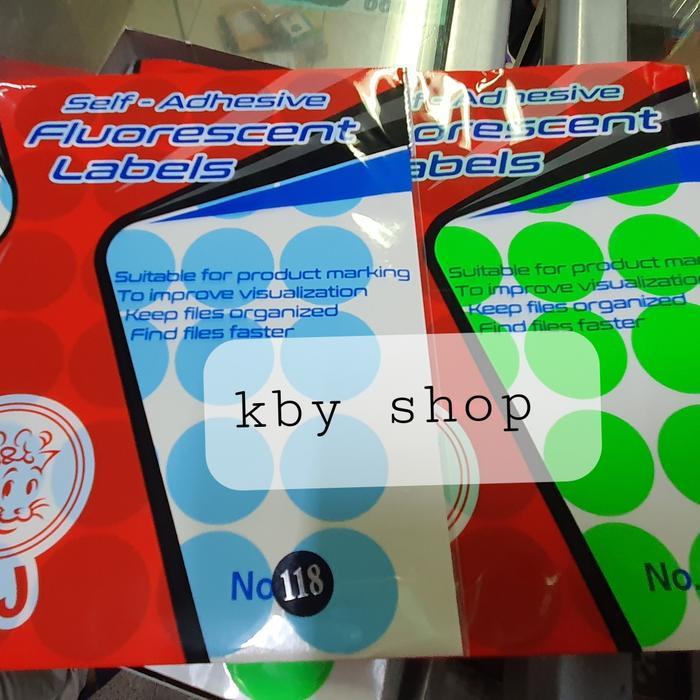 Self-Adhesive
Fluorescent
Labels
Suitable for product marking
To improve visualization
Keep files organized
Find files faster
No 118
-Adhesive
orescent
abels
Suitable for product mar
To improve visualization
Keep files organized
Find files faster
No.
kby shop